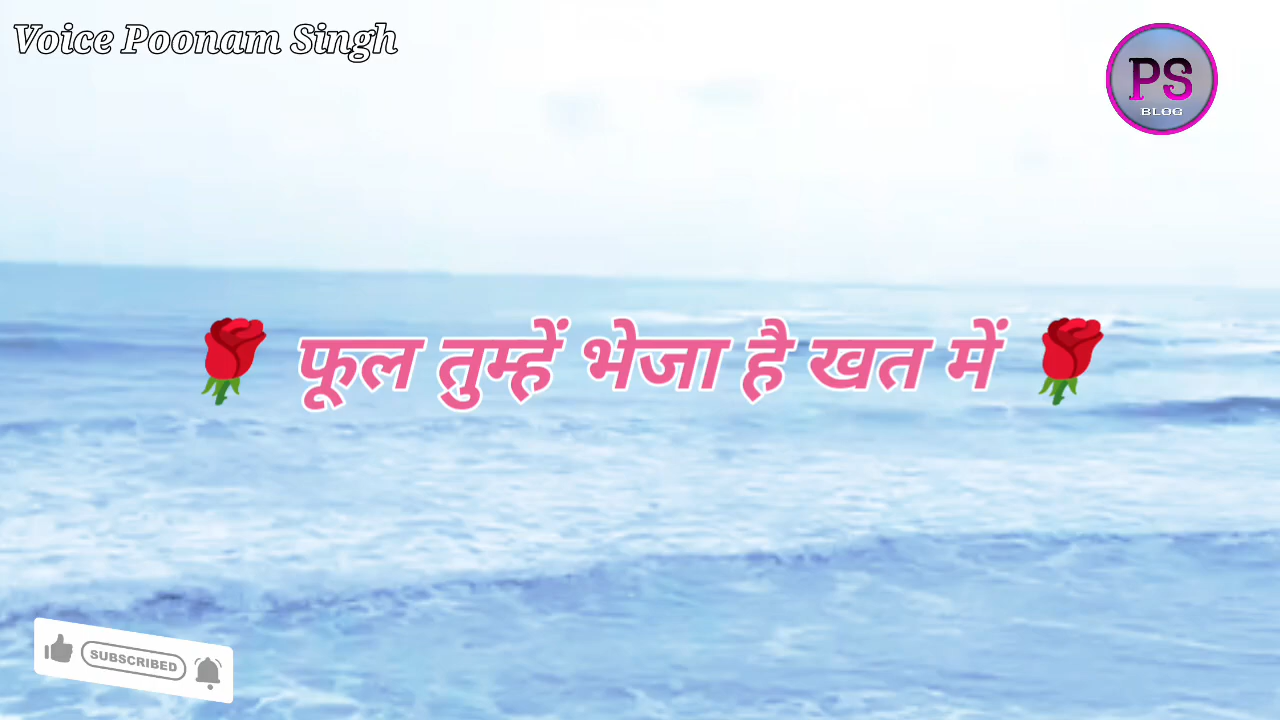 Voice Poonam Singh
PS
BLOG
🌹 फूल तुम्हें भेजा है खत में 🌹
SUBSCRIBED